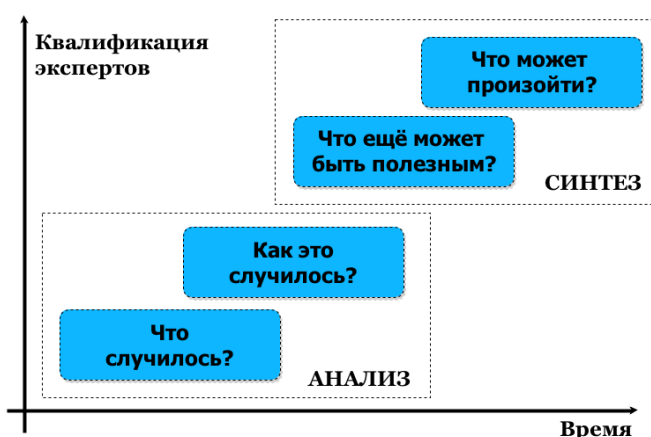 Квалификация
экспертов
Что может
произойти?
Что ещё может
быть полезным?
СИНТЕЗ
Как это
случилось?
Что
случилось?
АНАЛИЗ
Время